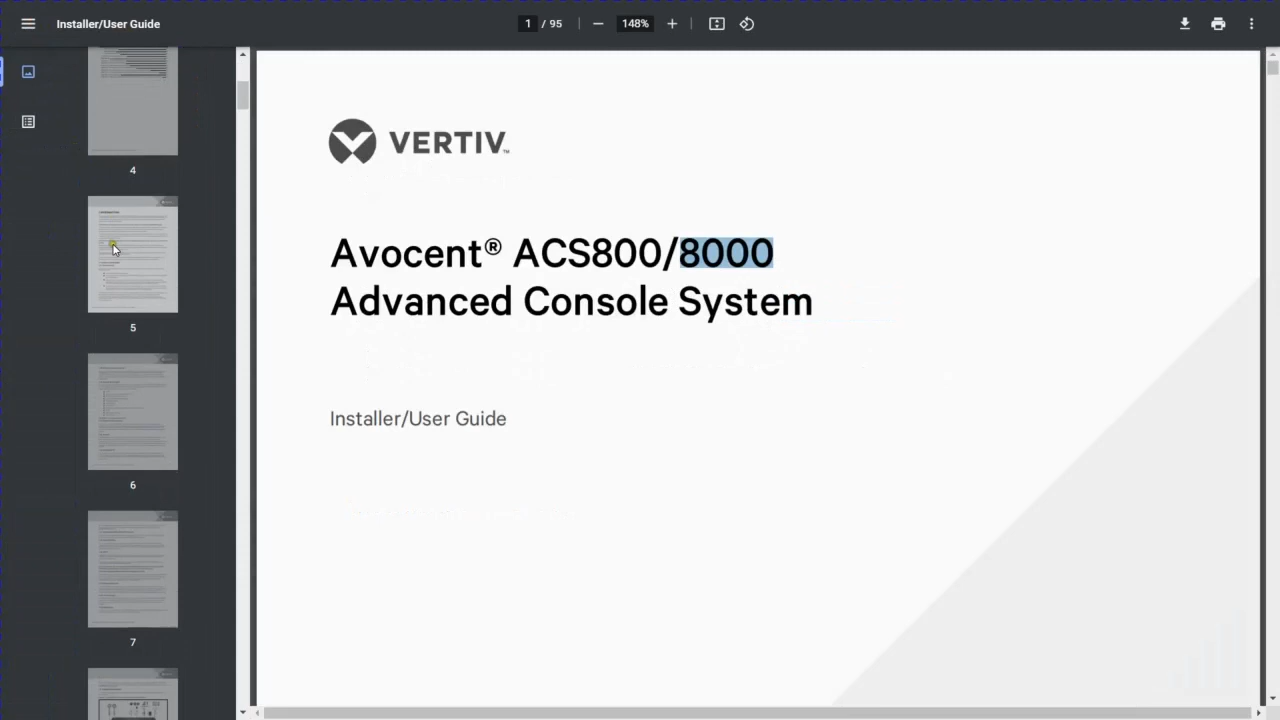 Installer/User Guide
1 / 95
148%
4
5
6
7
VERTIV™
Avocent® ACS800/8000
Advanced Console System
Installer/User Guide